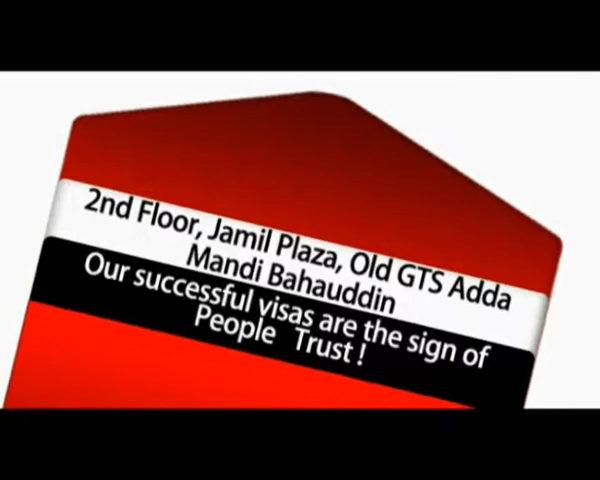 2nd Floor, Jamil Plaza, Old GTS Adda
Mandi Bahauddin
Our successful visas are the sign of
People Trust !